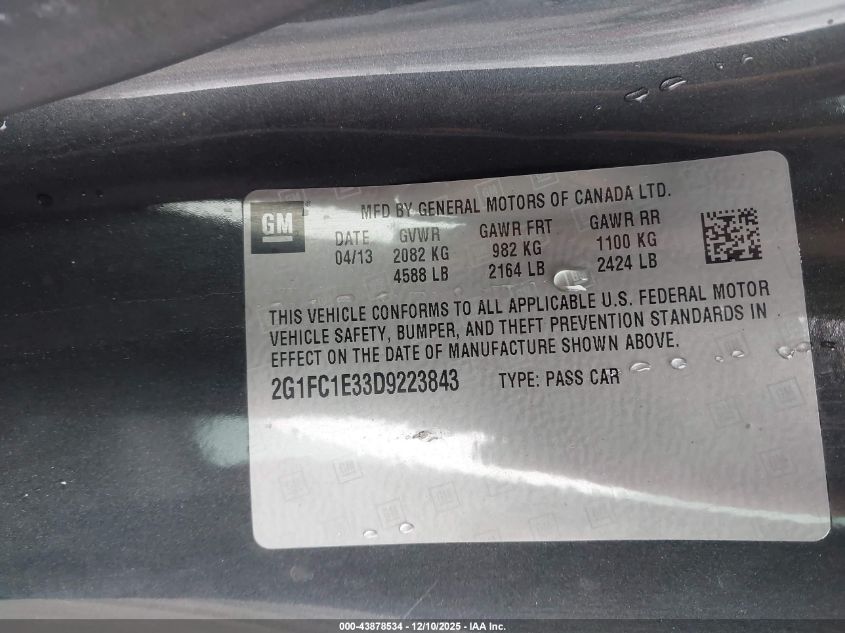 GM
MFD BY GENERAL MOTORS OF CANADA LTD.
DATE GVWR GAWR FRT GAWR RR
04/13 2082 KG 982 KG 1100 KG
4588 LB 2164 LB 2424 LB
THIS VEHICLE CONFORMS TO ALL APPLICABLE U.S. FEDERAL MOTOR
VEHICLE SAFETY, BUMPER, AND THEFT PREVENTION STANDARDS IN
EFFECT ON THE DATE OF MANUFACTURE SHOWN ABOVE.
2G1FC1E33D9223843 TYPE: PASS CAR
000-43878534 - 12/10/2025 - IAA Inc.